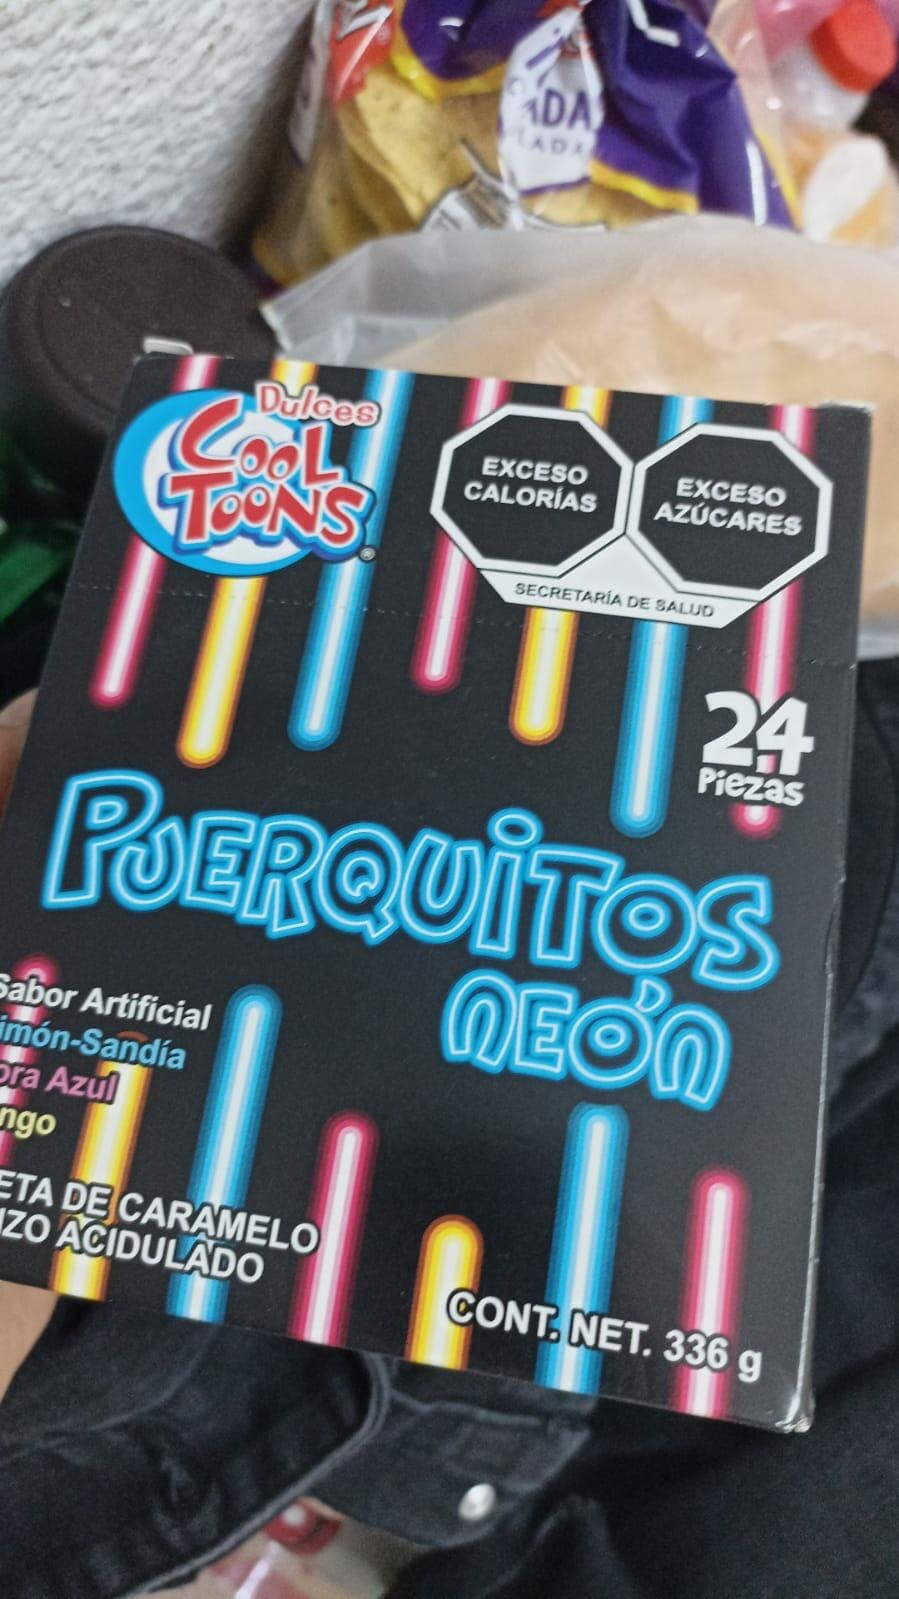 Dulces
COOL
TOONS
®
EXCESO
CALORÍAS
EXCESO
AZÚCARES
SECRETARÍA DE SALUD
24
Piezas
PUERQUITOS
NEÓN
Sabor Artificial
imón-Sandía
ora Azul
ngo
ETA DE CARAMELO
IZO ACIDULADO
CONT. NET. 336 g